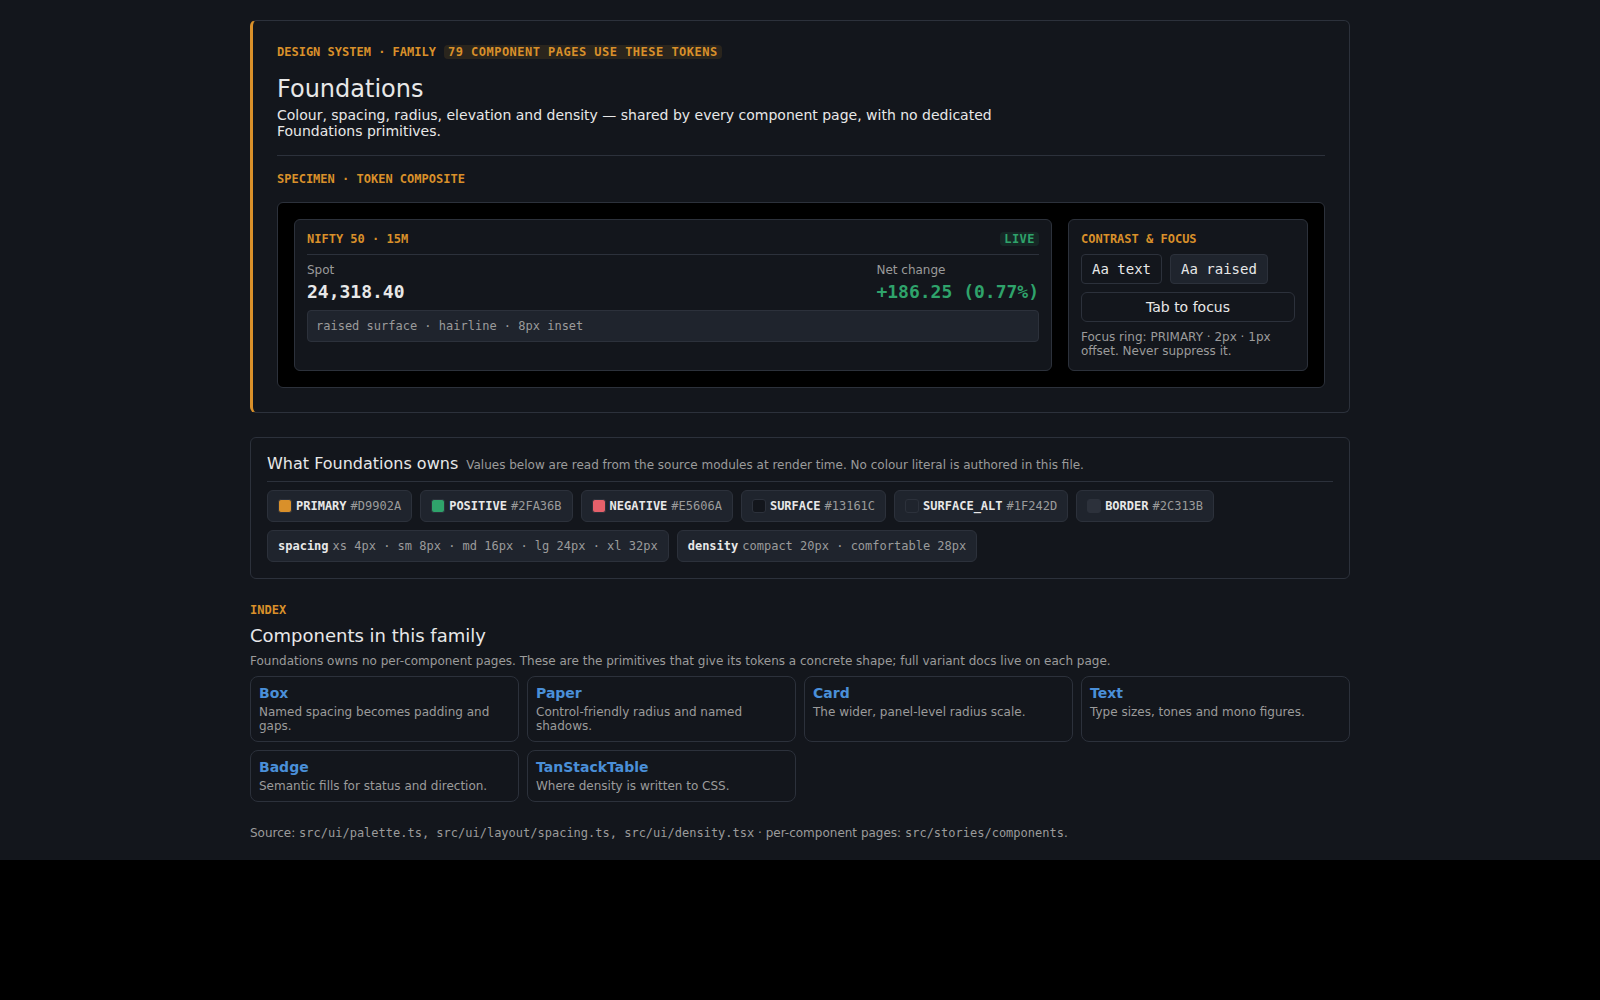 DESIGN SYSTEM · FAMILY 79 COMPONENT PAGES USE THESE TOKENS
Foundations
Colour, spacing, radius, elevation and density — shared by every component page, with no dedicated
Foundations primitives.
SPECIMEN · TOKEN COMPOSITE
NIFTY 50 · 15M LIVE
Spot Net change
24,318.40 +186.25 (0.77%)
raised surface · hairline · 8px inset
CONTRAST & FOCUS
Aa text Aa raised
Tab to focus
Focus ring: PRIMARY · 2px · 1px
offset. Never suppress it.
What Foundations owns Values below are read from the source modules at render time. No colour literal is authored in this file.
PRIMARY #D9902A POSITIVE #2FA36B NEGATIVE #E5606A SURFACE #13161C SURFACE_ALT #1F242D BORDER #2C313B
spacing xs 4px · sm 8px · md 16px · lg 24px · xl 32px density compact 20px · comfortable 28px
INDEX
Components in this family
Foundations owns no per-component pages. These are the primitives that give its tokens a concrete shape; full variant docs live on each page.
Box
Named spacing becomes padding and
gaps.
Paper
Control-friendly radius and named
shadows.
Card
The wider, panel-level radius scale.
Text
Type sizes, tones and mono figures.
Badge
Semantic fills for status and direction.
TanStackTable
Where density is written to CSS.
Source: src/ui/palette.ts, src/ui/layout/spacing.ts, src/ui/density.tsx · per-component pages: src/stories/components.